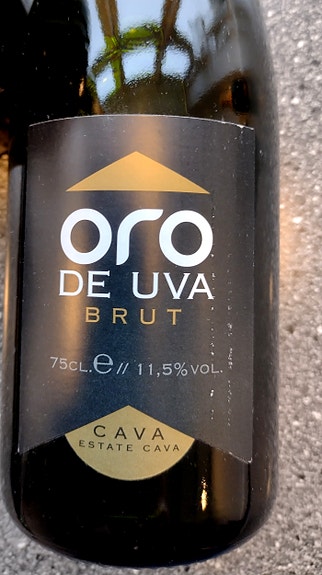 oro
DE UVA
BRUT
75CL.e // 11,5%VOL.
CAVA
ESTATE CAVA